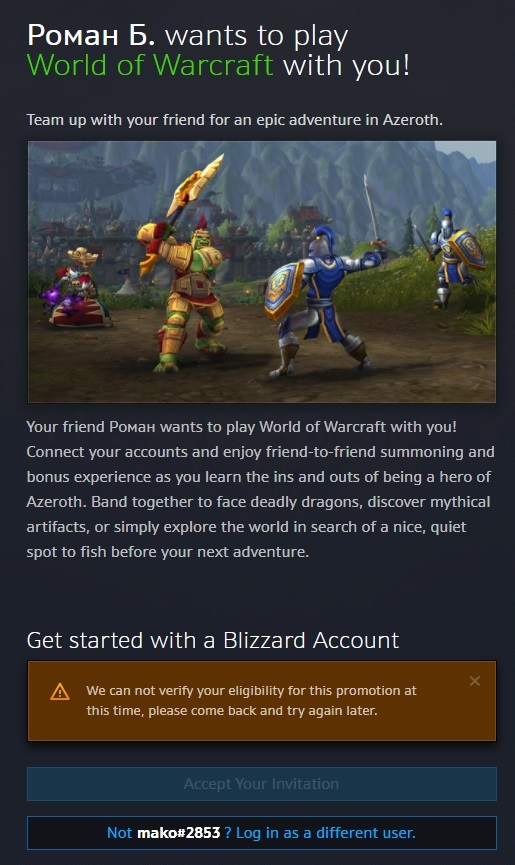 Роман Б. wants to play
World of Warcraft with you!
Team up with your friend for an epic adventure in Azeroth.
Your friend Роман wants to play World of Warcraft with you!
Connect your accounts and enjoy friend-to-friend summoning and
bonus experience as you learn the ins and outs of being a hero of
Azeroth. Band together to face deadly dragons, discover mythical
artifacts, or simply explore the world in search of a nice, quiet
spot to fish before your next adventure.
Get started with a Blizzard Account
We can not verify your eligibility for this promotion at
this time, please come back and try again later.
Accept Your Invitation
Not mako#2853 ? Log in as a different user.